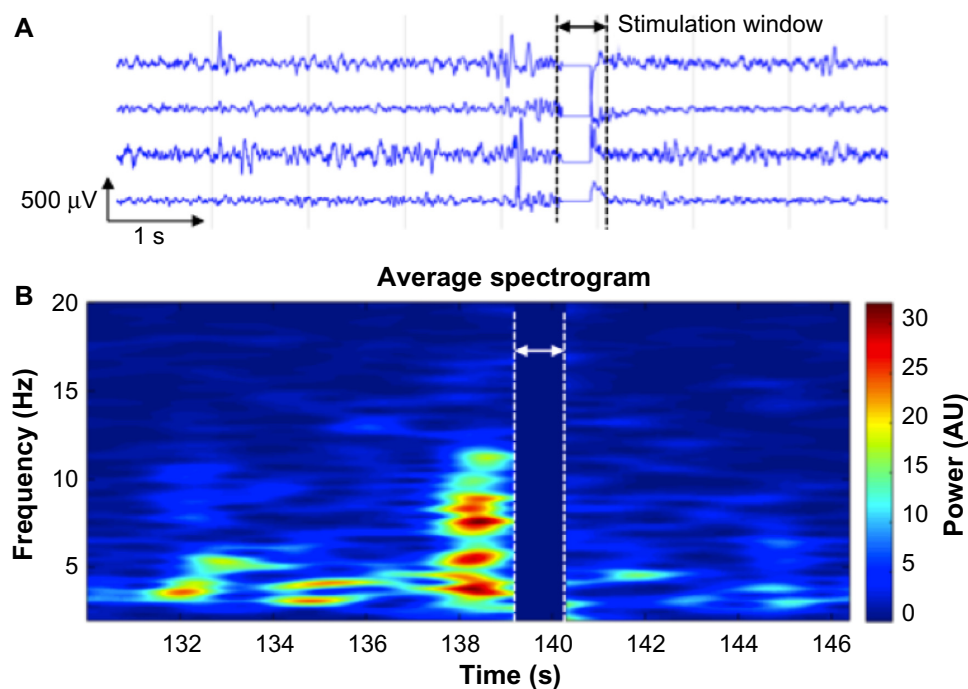 A
Stimulation window
500 µV
1 s
Average spectrogram
B
20
15
10
5
Frequency (Hz)
132 134 136 138 140 142 144 146
Time (s)
30
25
20
15
10
5
0
Power (AU)